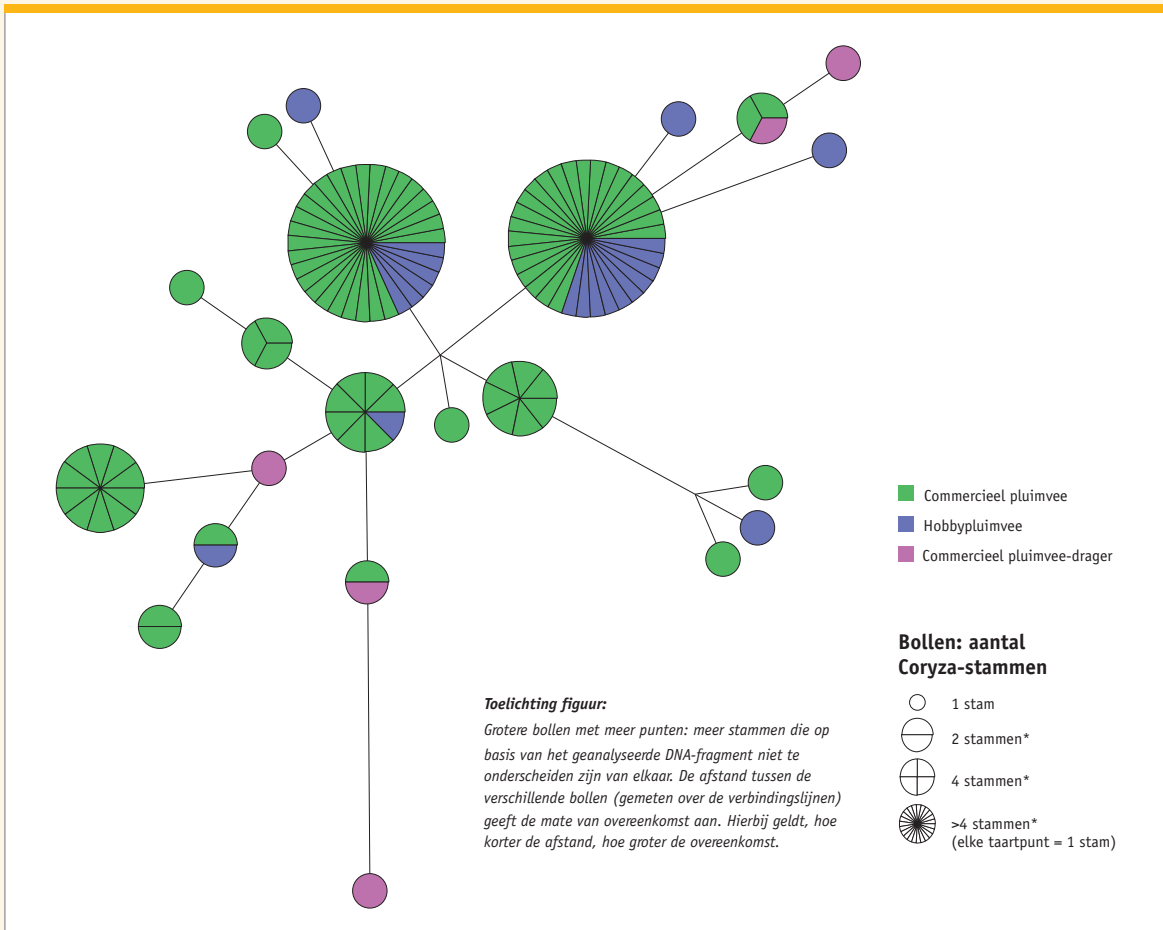 Commercieel pluimvee
Hobbypluimvee
Commercieel pluimvee-drager
Bollen: aantal
Coryza-stammen
1 stam
2 stammen*
4 stammen*
>4 stammen*
(elke taartpunt = 1 stam)
Toelichting figuur:
Grotere bollen met meer punten: meer stammen die op
basis van het geanalyseerde DNA-fragment niet te
onderscheiden zijn van elkaar. De afstand tussen de
verschillende bollen (gemeten over de verbindingslijnen)
geeft de mate van overeenkomst aan. Hierbij geldt, hoe
korter de afstand, hoe groter de overeenkomst.